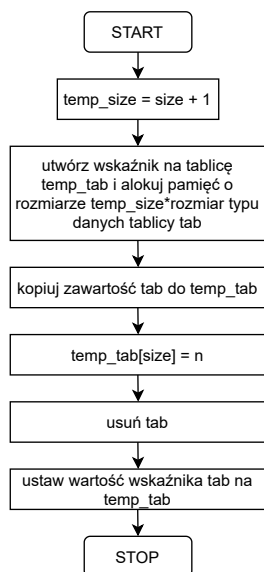 START
temp_size = size + 1
utwórz wskaźnik na tablicę
temp_tab i alokuj pamięć o
rozmiarze temp_size*rozmiar typu
danych tablicy tab
kopiuj zawartość tab do temp_tab
temp_tab[size] = n
usuń tab
ustaw wartość wskaźnika tab na
temp_tab
STOP